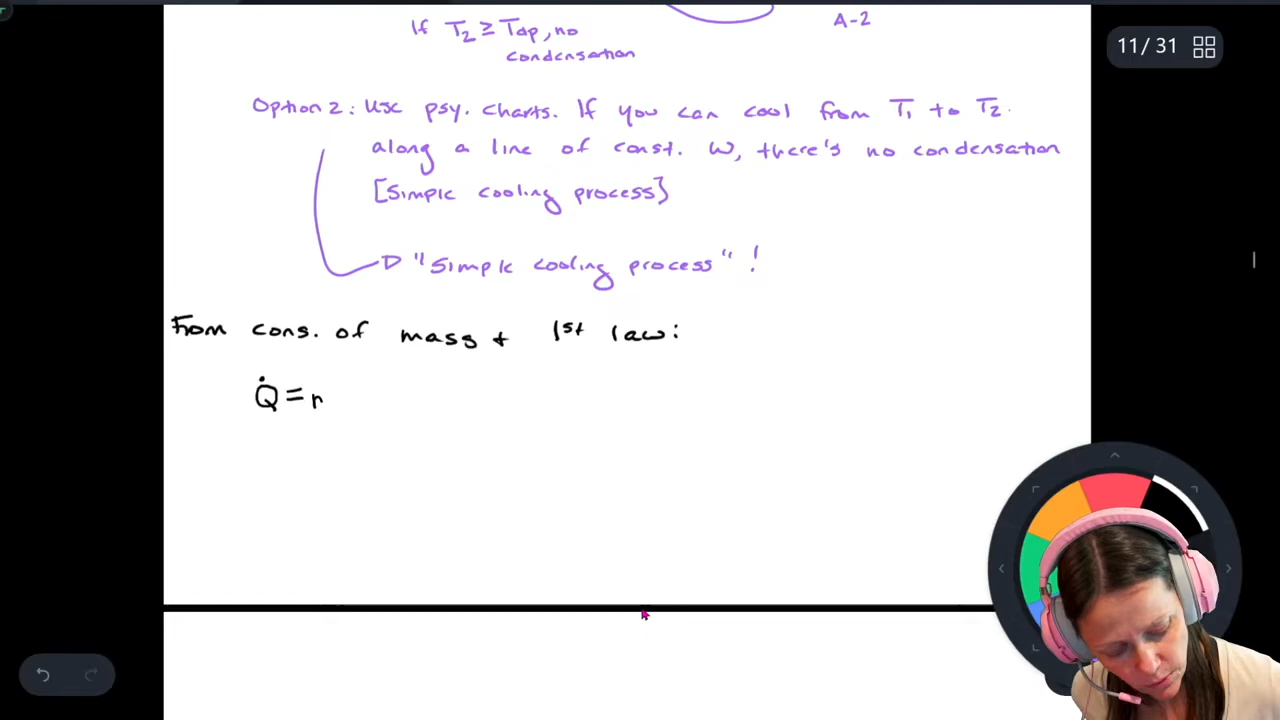 If T₂ ≥ Tdp, no
condensation
A-2
11/31
Option 2: Use psy. charts. If you can cool from T₁ to T₂
along a line of const. W, there's no condensation
[Simple cooling process]
"Simple cooling process"!
From cons. of mass + 1st law:
Q̇ =